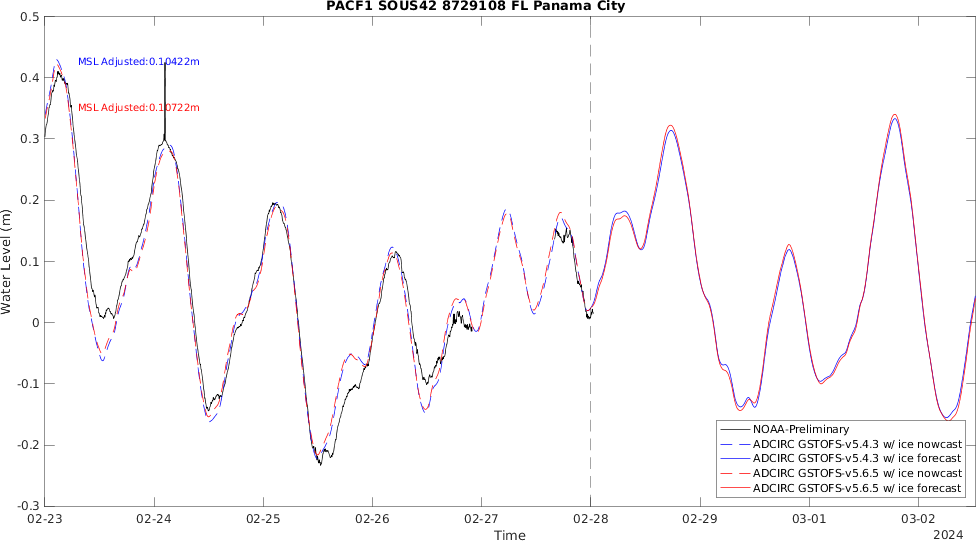 PACF1 SOUS42 8729108 FL Panama City
0.5
0.4
0.3
0.2
0.1
0
-0.1
-0.2
-0.3
Water Level (m)
MSL Adjusted:0.10422m
MSL Adjusted:0.10722m
NOAA-Preliminary
ADCIRC GSTOFS-v5.4.3 w/ ice nowcast
ADCIRC GSTOFS-v5.4.3 w/ ice forecast
ADCIRC GSTOFS-v5.6.5 w/ ice nowcast
ADCIRC GSTOFS-v5.6.5 w/ ice forecast
02-23 02-24 02-25 02-26 02-27 02-28 02-29 03-01 03-02
Time
2024